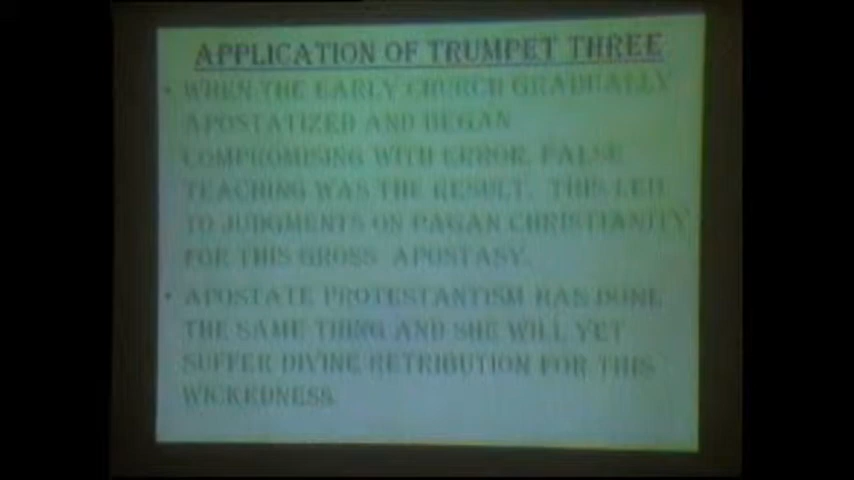 APPLICATION OF TRUMPET THREE
• WHEN THE EARLY CHURCH GRADUALLY
APOSTATIZED AND BEGAN
COMPROMISING WITH ERROR, FALSE
TEACHING WAS THE RESULT. THIS LED
TO JUDGMENTS ON PAGAN CHRISTIANITY
FOR THIS GROSS APOSTASY.
• APOSTATE PROTESTANTISM HAS DONE
THE SAME THING AND SHE WILL YET
SUFFER DIVINE RETRIBUTION FOR THIS
WICKEDNESS.